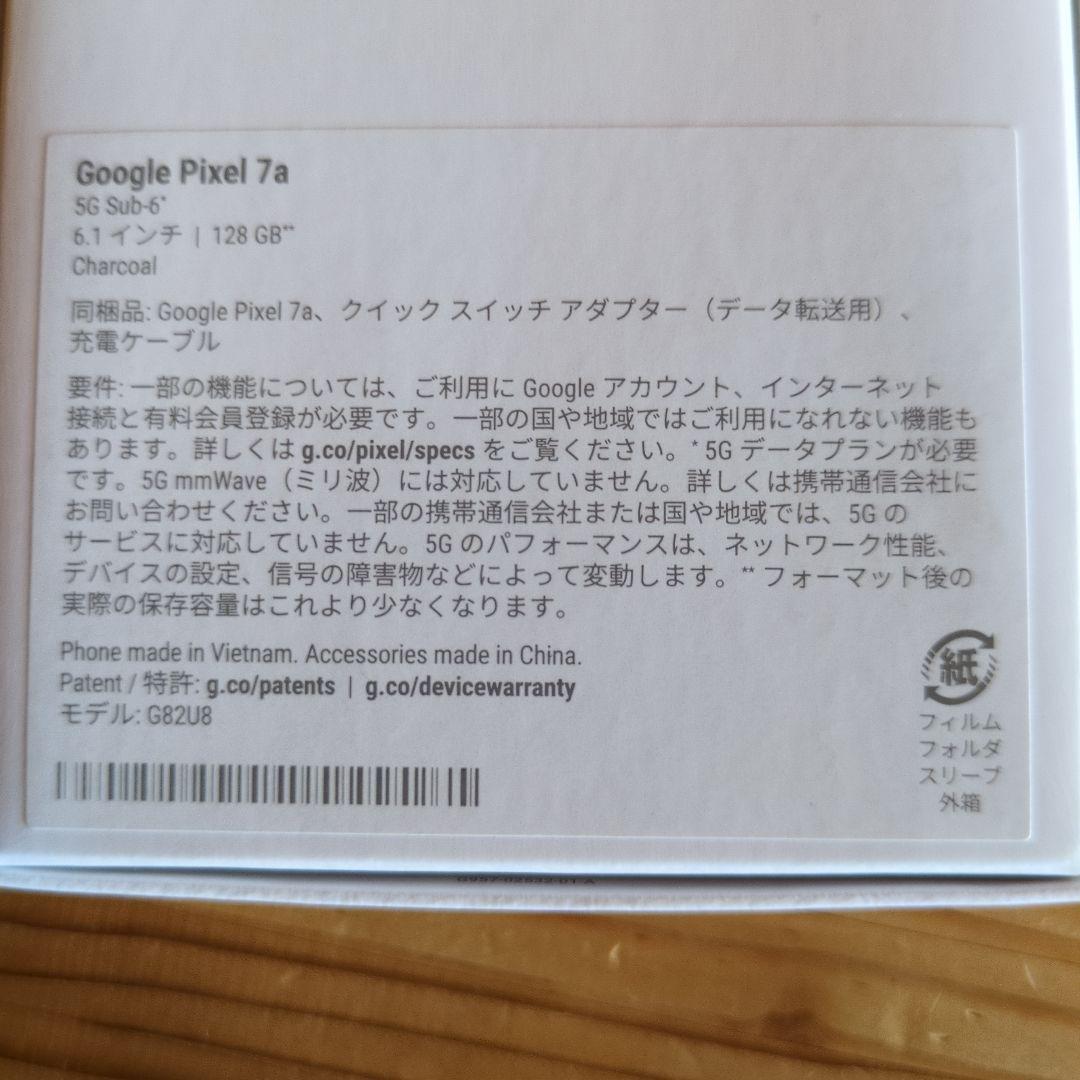 Google Pixel 7a
5G Sub-6*
6.1 インチ | 128 GB**
Charcoal
同梱品: Google Pixel 7a、クイック スイッチ アダプター（データ転送用）、
充電ケーブル
要件: 一部の機能については、ご利用に Google アカウント、インターネット
接続と有料会員登録が必要です。一部の国や地域ではご利用になれない機能も
あります。詳しくは g.co/pixel/specs をご覧ください。* 5G データプランが必要
です。5G mmWave（ミリ波）には対応していません。詳しくは携帯通信会社に
お問い合わせください。一部の携帯通信会社または国や地域では、5G の
サービスに対応していません。5G のパフォーマンスは、ネットワーク性能、
デバイスの設定、信号の障害物などによって変動します。** フォーマット後の
実際の保存容量はこれより少なくなります。
Phone made in Vietnam. Accessories made in China.
Patent / 特許: g.co/patents | g.co/devicewarranty
モデル: G82U8
紙
フィルム
フォルダ
スリーブ
外箱